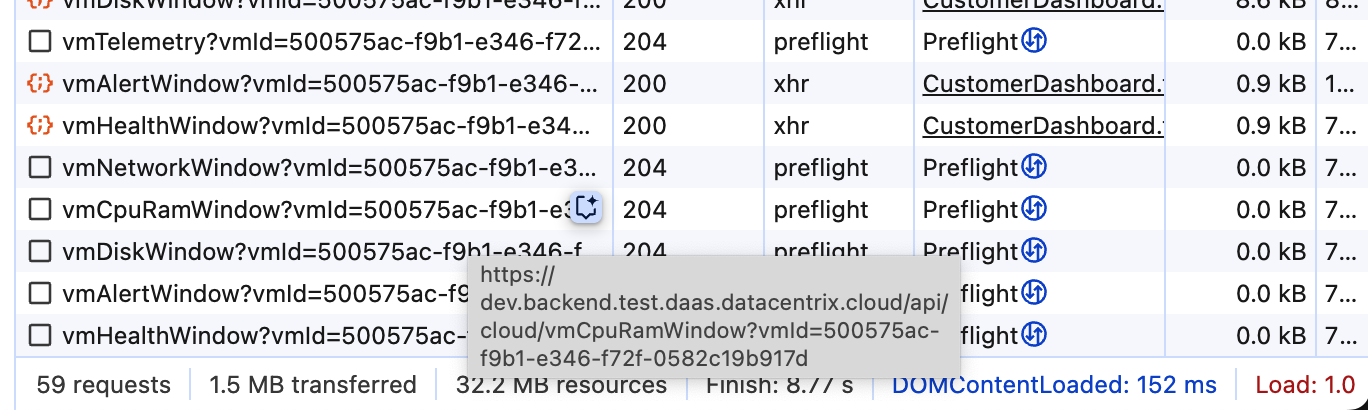 vmDiskWindow?vmId=500575ac-f9b1-e346-f... 200 xhr CustomerDashboard. 8.6 kB 8...
vmTelemetry?vmId=500575ac-f9b1-e346-f72... 204 preflight Preflight 0.0 kB 7...
vmAlertWindow?vmId=500575ac-f9b1-e346-... 200 xhr CustomerDashboard. 0.9 kB 1...
vmHealthWindow?vmId=500575ac-f9b1-e34... 200 xhr CustomerDashboard. 0.9 kB 7...
vmNetworkWindow?vmId=500575ac-f9b1-e3... 204 preflight Preflight 0.0 kB 7...
vmCpuRamWindow?vmId=500575ac-f9b1-e3 204 preflight Preflight 0.0 kB 7...
vmDiskWindow?vmId=500575ac-f9b1-e346-f 204 preflight Preflight 0.0 kB 7...
vmAlertWindow?vmId=500575ac-f9 flight 0.0 kB 7...
vmHealthWindow?vmId=500575ac- flight 0.0 kB 7...
https://
dev.backend.test.daas.datacentrix.cloud/api/
cloud/vmCpuRamWindow?vmId=500575ac-
f9b1-e346-f72f-0582c19b917d
59 requests 1.5 MB transferred 32.2 MB resources Finish: 8.77 s DOMContentLoaded: 152 ms Load: 1.0